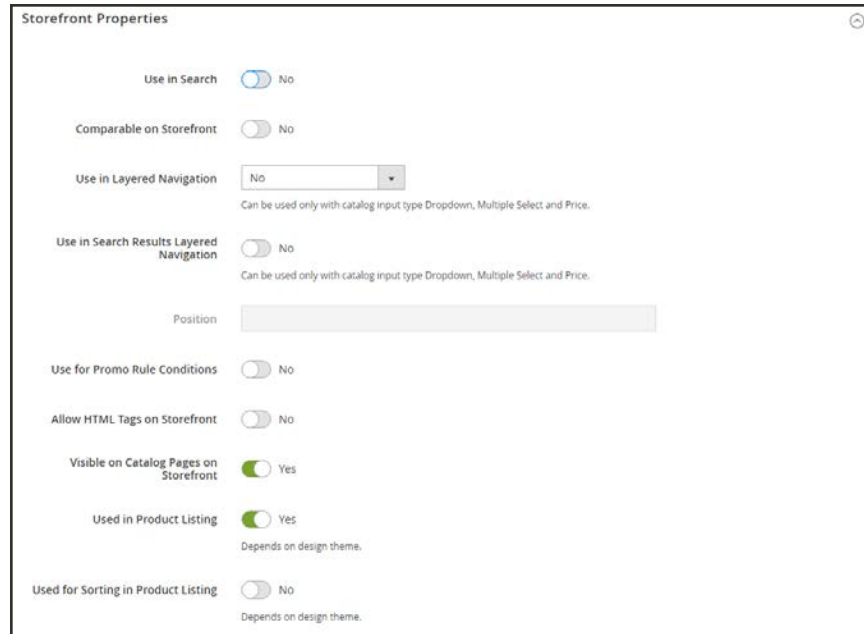 Storefront Properties
Use in Search
No
Comparable on Storefront
No
Use in Layered Navigation
No
Can be used only with catalog input type Dropdown, Multiple Select and Price.
Use in Search Results Layered
Navigation
No
Can be used only with catalog input type Dropdown, Multiple Select and Price.
Position
Use for Promo Rule Conditions
No
Allow HTML Tags on Storefront
No
Visible on Catalog Pages on
Storefront
Yes
Used in Product Listing
Yes
Depends on design theme.
Used for Sorting in Product Listing
No
Depends on design theme.